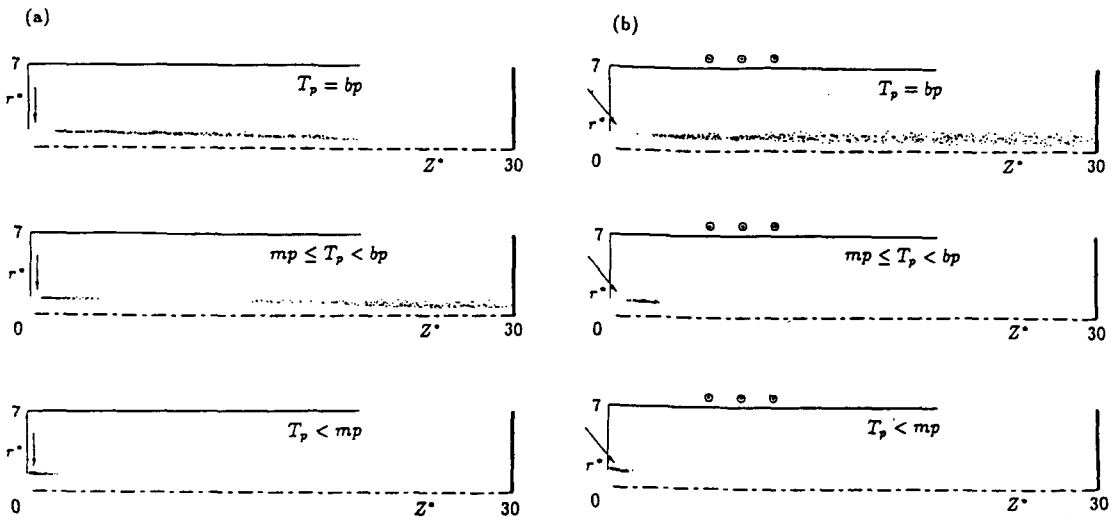 (a)
7
r*
T_p = bp
Z*
30
7
r*
mp ≤ T_p < bp
0
Z*
30
7
r*
T_p < mp
0
Z*
30
(b)
7
r*
T_p = bp
0
Z*
30
7
r*
mp ≤ T_p < bp
0
Z*
30
7
r*
T_p < mp
0
Z*
30